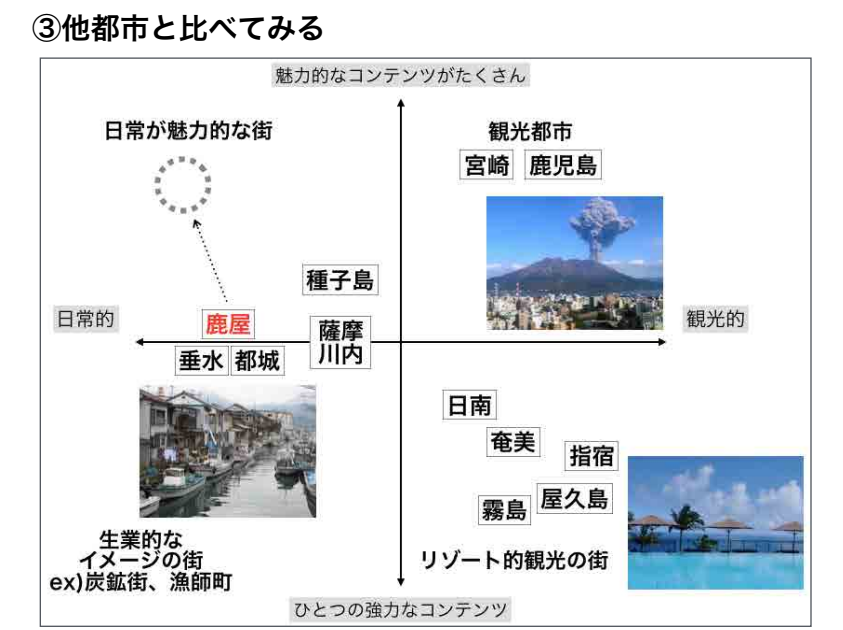 ③他都市と比べてみる
魅力的なコンテンツがたくさん
日常が魅力的な街
観光都市
宮崎
鹿児島
種子島
日常的
鹿屋
薩摩
川内
観光的
垂水
都城
日南
奄美
指宿
屋久島
霧島
生業的な
イメージの街
ex)炭鉱街、漁師町
リゾート的観光の街
ひとつの強力なコンテンツ